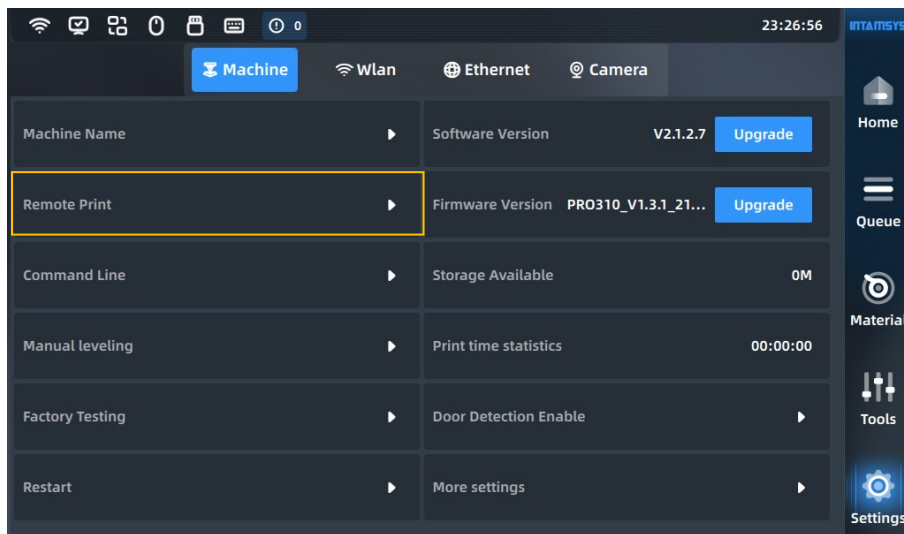 0 23:26:56 INTAMSYS
Machine Wlan Ethernet Camera
Home
Machine Name
Software Version V2.1.2.7 Upgrade
Remote Print
Firmware Version PRO310_V1.3.1_21... Upgrade
Queue
Command Line
Storage Available 0M
Material
Manual leveling
Print time statistics 00:00:00
Factory Testing
Door Detection Enable
Tools
Restart
More settings
Settings